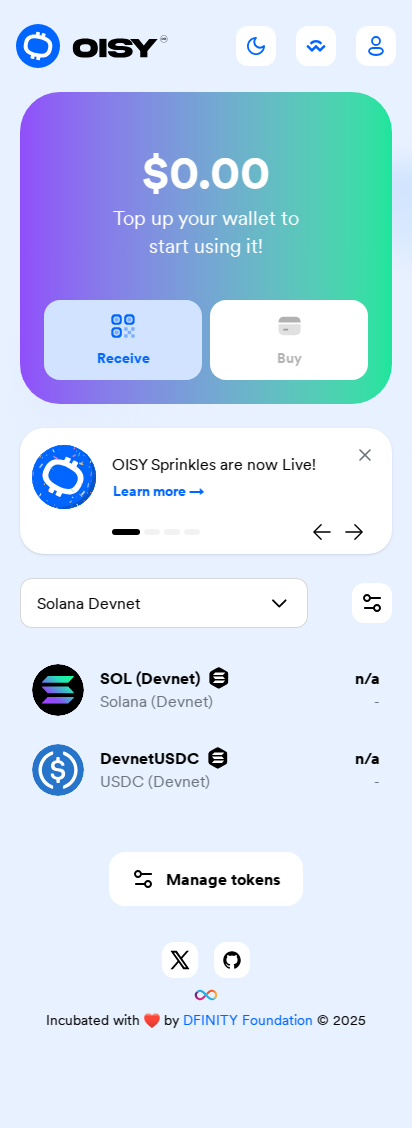 OISY
$0.00
Top up your wallet to
start using it!
Receive
Buy
OISY Sprinkles are now Live!
Learn more →
Solana Devnet
SOL (Devnet)
n/a
Solana (Devnet)
-
DevnetUSDC
n/a
USDC (Devnet)
-
Manage tokens
Incubated with ❤️ by DFINITY Foundation © 2025